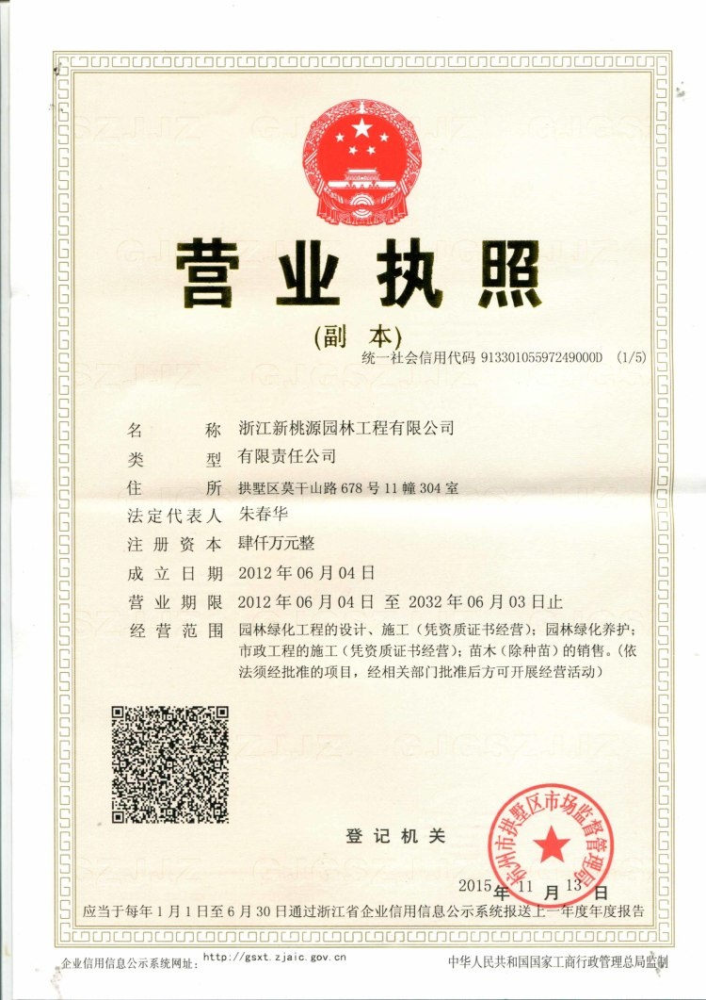 营业执照
(副 本)
统一社会信用代码 91330105597249000D (1/5)
名 称 浙江新桃源园林工程有限公司
类 型 有限责任公司
住 所 拱墅区莫干山路678号11幢304室
法定代表人 朱春华
注册资本 肆仟万元整
成立日期 2012年06月04日
营业期限 2012年06月04日 至 2032年06月03日止
经营范围 园林绿化工程的设计、施工（凭资质证书经营）；园林绿化养护；
市政工程的施工（凭资质证书经营）；苗木（除种苗）的销售。（依
法须经批准的项目，经相关部门批准后方可开展经营活动）
登记机关
杭州市拱墅区市场监督管理局
2015年11月13日
应当于每年1月1日至6月30日通过浙江省企业信用信息公示系统报送上一年度年度报告
企业信用信息公示系统网址： http://gsxt.zjaic.gov.cn
中华人民共和国国家工商行政管理总局监制